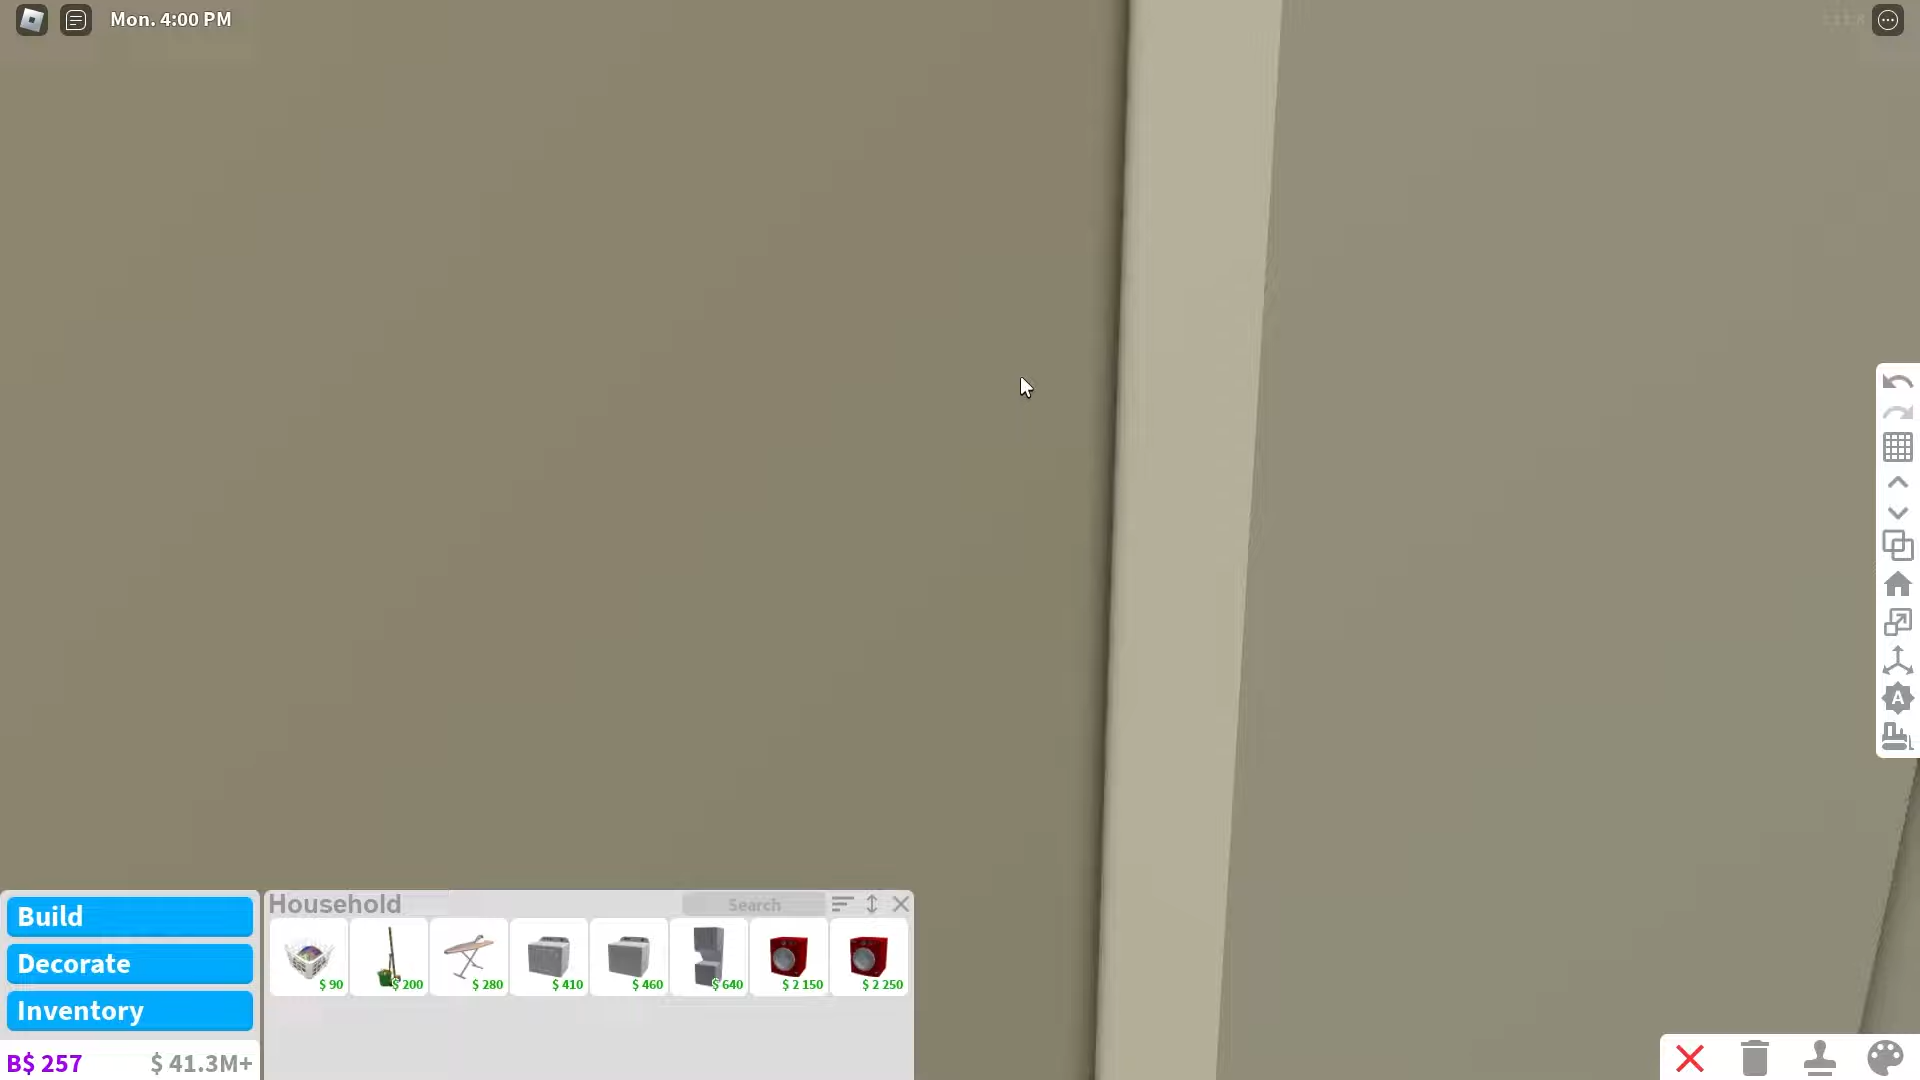 Mon. 4:00 PM
A
Build
Household
Search
Decorate
$ 90
$ 200
$ 280
$ 410
$ 460
$ 640
$ 2 150
$ 2 250
Inventory
B$ 257
$ 41.3M+